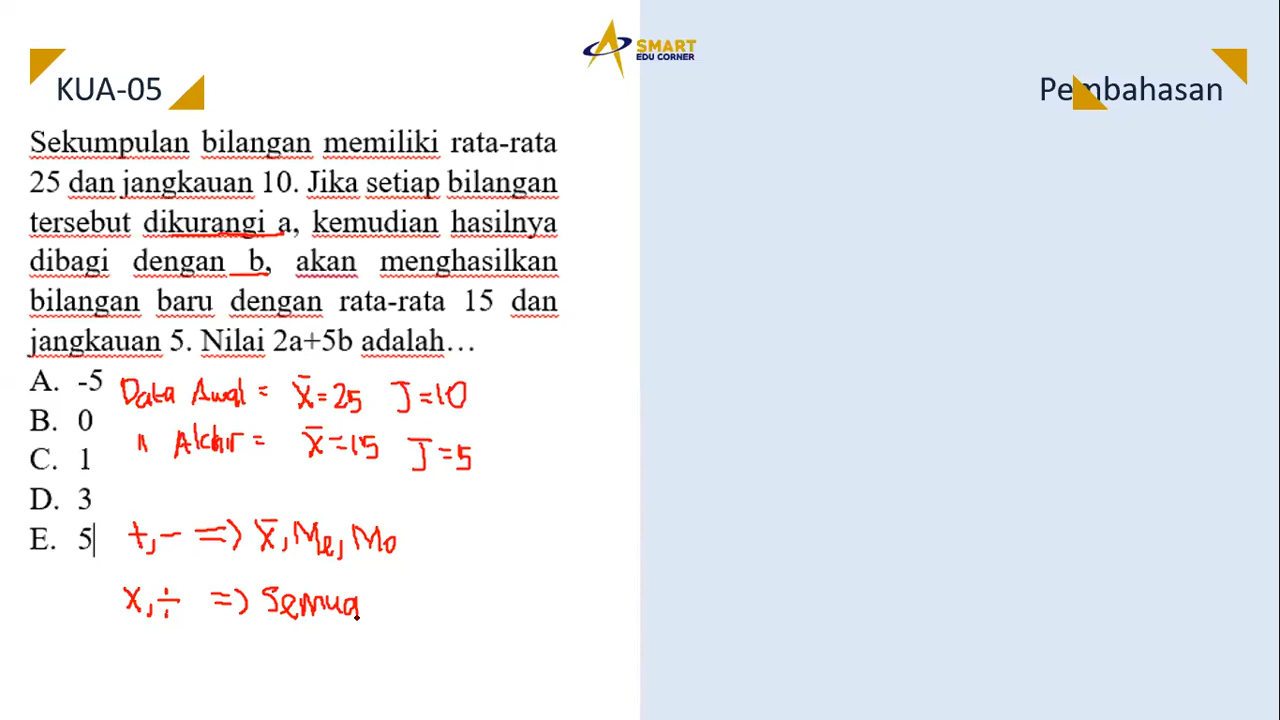 SMART
EDU CORNER
KUA-05
Pembahasan
Sekumpulan bilangan memiliki rata-rata
25 dan jangkauan 10. Jika setiap bilangan
tersebut dikurangi a, kemudian hasilnya
dibagi dengan b, akan menghasilkan
bilangan baru dengan rata-rata 15 dan
jangkauan 5. Nilai 2a+5b adalah…
A. -5
B. 0
C. 1
D. 3
E. 5
Data Awal = x̄ = 25 J = 10
" Akhir = x̄ = 15 J = 5
+, - => x̄, Me, Mo
x, ÷ => Semua